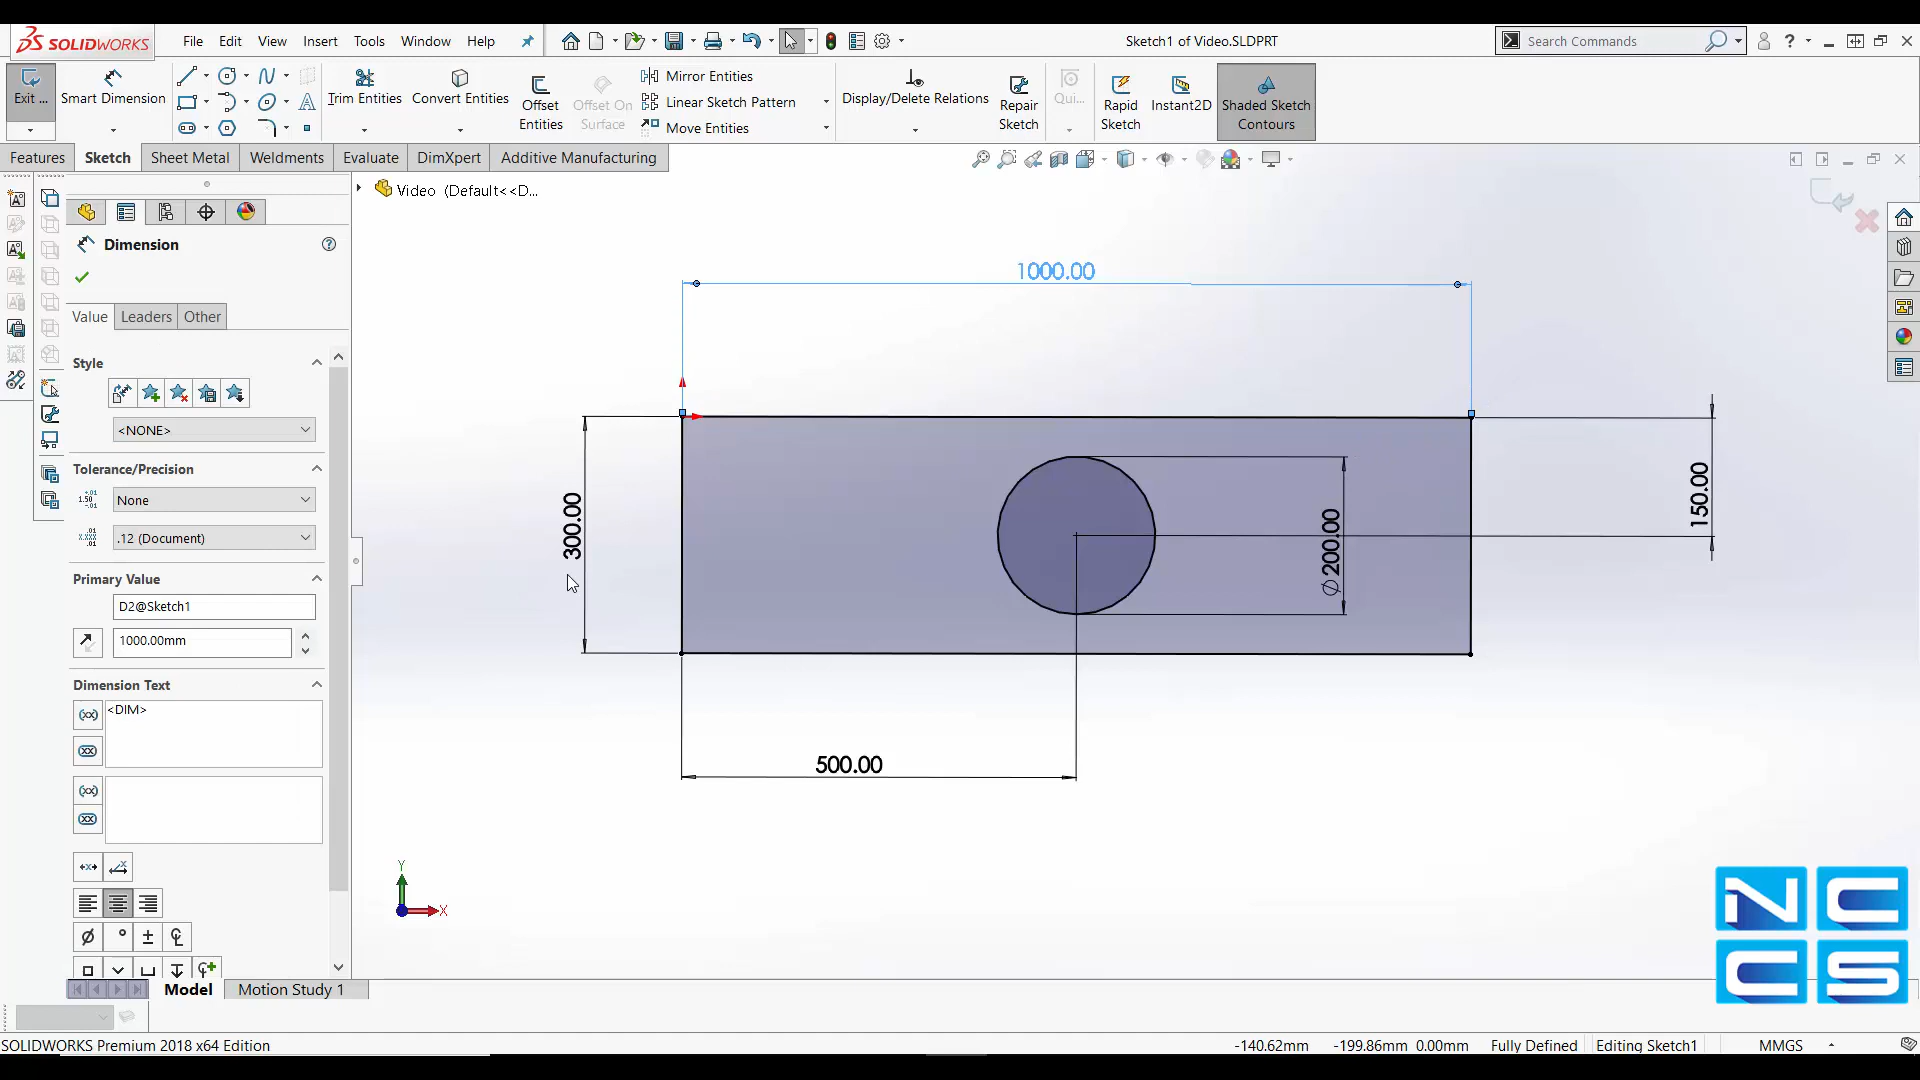 SOLIDWORKS File Edit View Insert Tools Window Help Sketch1 of Video.SLDPRT Search Commands ?
Exit ... Smart Dimension Trim Entities Convert Entities Offset Entities Offset On Surface Mirror Entities Linear Sketch Pattern Move Entities Display/Delete Relations Repair Sketch Qui... Rapid Sketch Instant2D Shaded Sketch Contours
Features Sketch Sheet Metal Weldments Evaluate DimXpert Additive Manufacturing
Video (Default<<D...
Dimension
Value Leaders Other
Style
<NONE>
Tolerance/Precision
None
.12 (Document)
Primary Value
D2@Sketch1
1000.00mm
Dimension Text
<DIM>
1000.00
300.00
Ø200.00
150.00
500.00
Y
X
NCCS
Model Motion Study 1
SOLIDWORKS Premium 2018 x64 Edition -140.62mm -199.86mm 0.00mm Fully Defined Editing Sketch1 MMGS